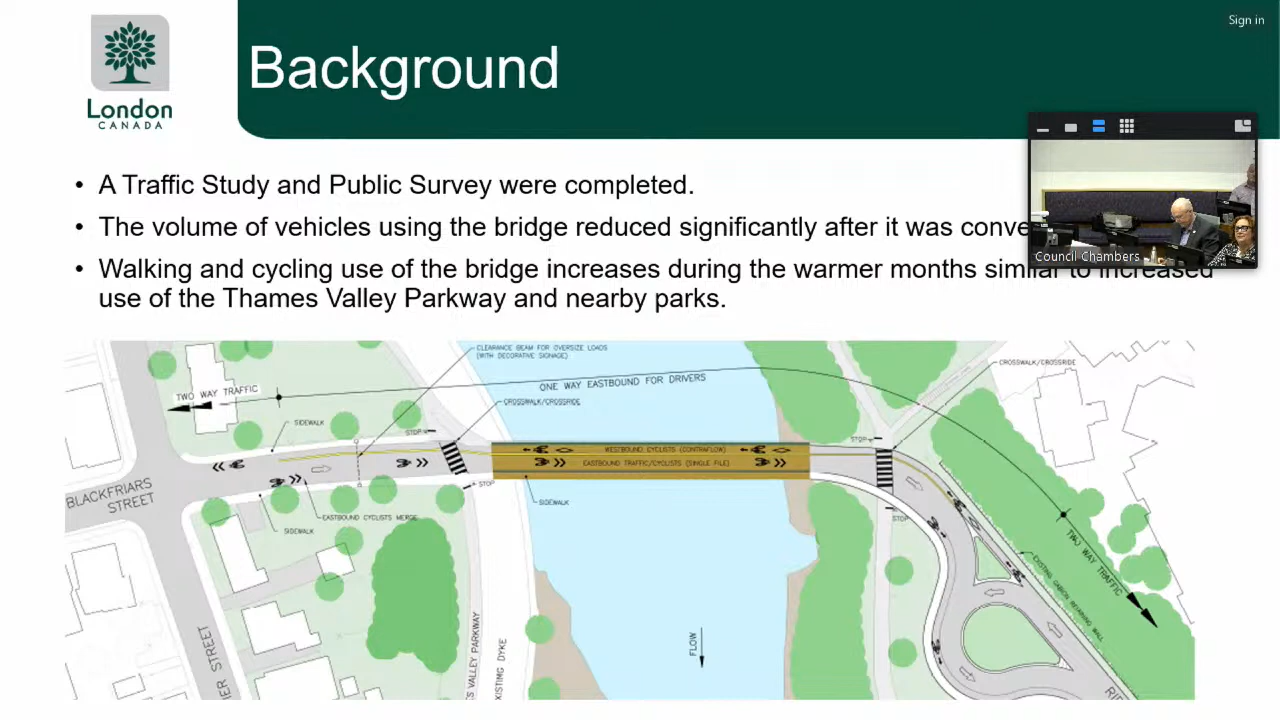 Sign in
London
CANADA
Background
• A Traffic Study and Public Survey were completed.
• The volume of vehicles using the bridge reduced significantly after it was conve
Council Chambers
• Walking and cycling use of the bridge increases during the warmer months similar to increased
use of the Thames Valley Parkway and nearby parks.
CLEARANCE BEAM FOR OVERSIZE LOADS
(WITH DECORATIVE SIGNAGE)
CROSSWALK/CROSSRIDE
ONE WAY EASTBOUND FOR DRIVERS
TWO WAY TRAFFIC
CROSSWALK/CROSSRIDE
SIDEWALK
STOP
STOP
WESTBOUND CYCLISTS (CONTRAFLOW)
EASTBOUND TRAFFIC/CYCLISTS (SINGLE FILE)
STOP
BLACKFRIARS
STREET
SIDEWALK
EASTBOUND CYCLISTS MERGE
STOP
SIDEWALK
TWO WAY TRAFFIC
EXISTING GABION RETAINING WALL
FLOW
S VALLEY PARKWAY
XISTING DYKE
ER STREET
RI